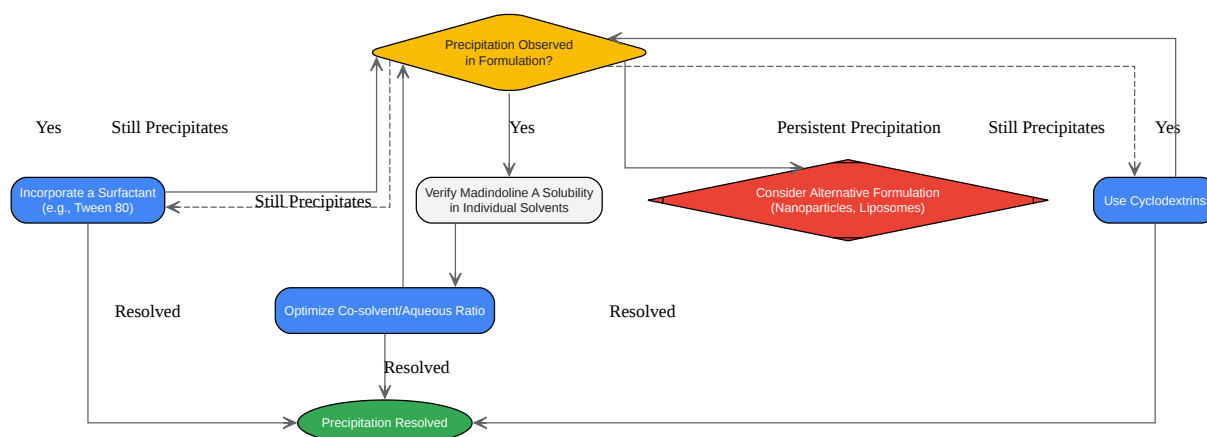 Precipitation Observed
in Formulation?
Yes
Still Precipitates
Yes
Persistent Precipitation
Still Precipitates
Yes
Incorporate a Surfactant
(e.g., Tween 80)
Still Precipitates
Verify Madindoline A Solubility
in Individual Solvents
Consider Alternative Formulation
(Nanoparticles, Liposomes)
Use Cyclodextrins
Resolved
Optimize Co-solvent/Aqueous Ratio
Resolved
Resolved
Precipitation Resolved